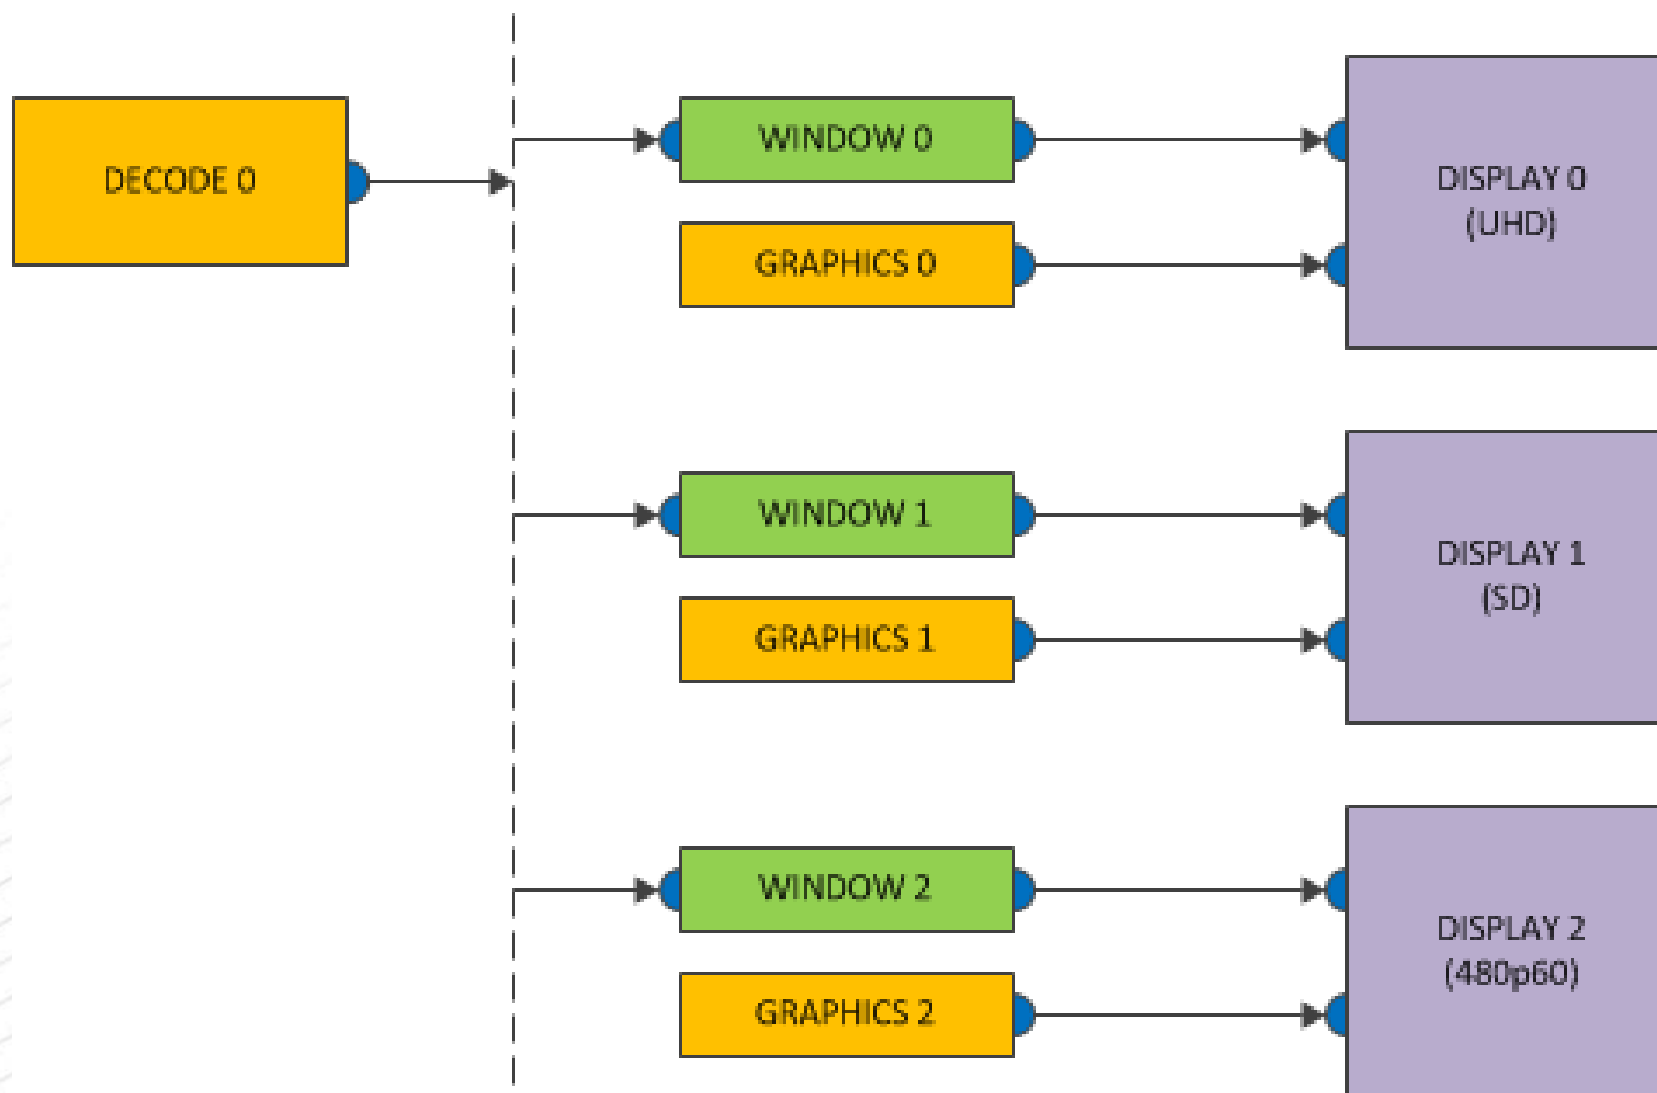 DECODE 0
WINDOW 0
GRAPHICS 0
DISPLAY 0
(UHD)
WINDOW 1
GRAPHICS 1
DISPLAY 1
(SD)
WINDOW 2
GRAPHICS 2
DISPLAY 2
(480p60)